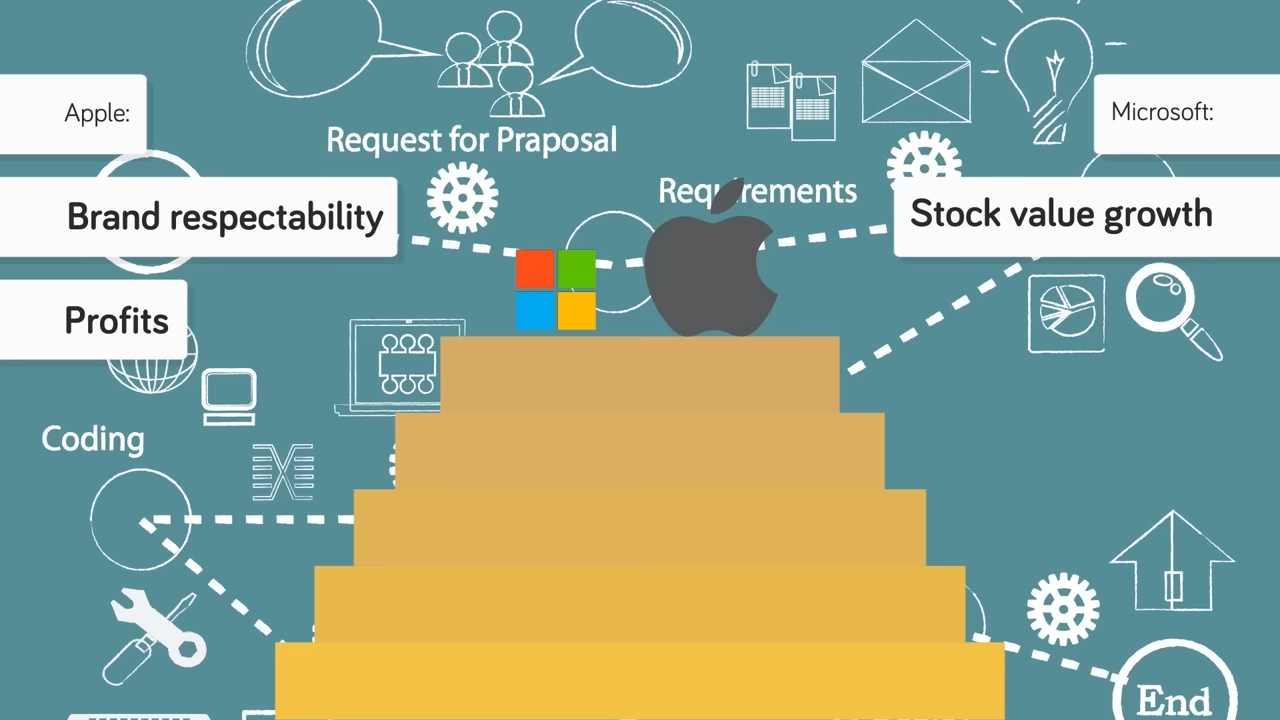 Apple:
Microsoft:
Request for Praposal
Requirements
Brand respectability
Stock value growth
Profits
Coding
End